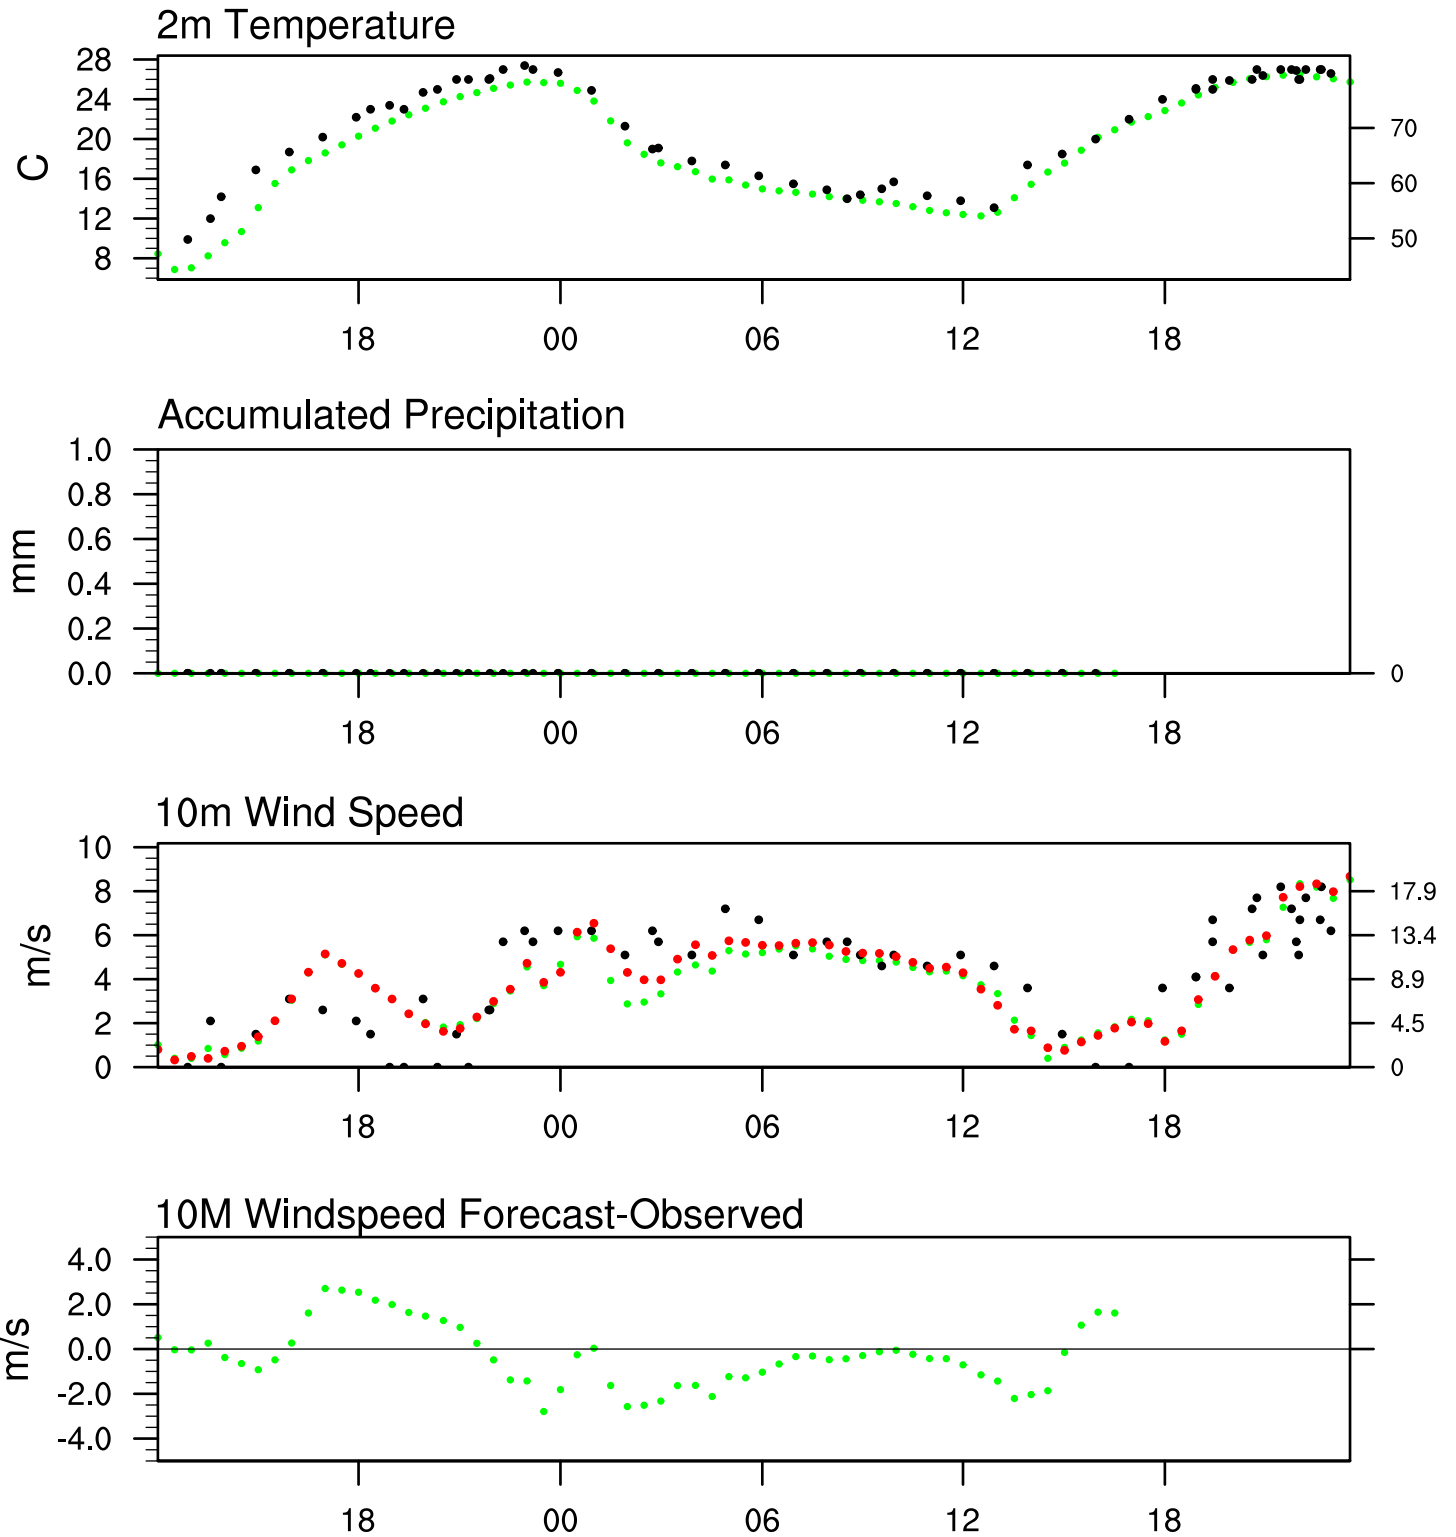 2m Temperature
28
24
20
16
12
8
C
70
60
50
18 00 06 12 18
Accumulated Precipitation
1.0
0.8
0.6
0.4
0.2
0.0
mm
0
18 00 06 12 18
10m Wind Speed
10
8
6
4
2
0
m/s
17.9
13.4
8.9
4.5
0
18 00 06 12 18
10M Windspeed Forecast-Observed
4.0
2.0
0.0
-2.0
-4.0
m/s
18 00 06 12 18